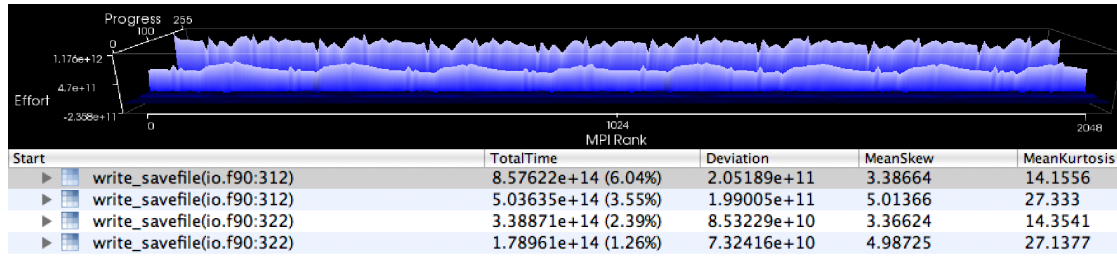 Progress 255
100
0
1.176e+12
4.7e+11
Effort
-2.358e+11
0 1024 2048
MPI Rank
Start TotalTime Deviation MeanSkew MeanKurtosis
write_savefile(io.f90:312) 8.57622e+14 (6.04%) 2.05189e+11 3.38664 14.1556
write_savefile(io.f90:312) 5.03635e+14 (3.55%) 1.99005e+11 5.01366 27.333
write_savefile(io.f90:322) 3.38871e+14 (2.39%) 8.53229e+10 3.36624 14.3541
write_savefile(io.f90:322) 1.78961e+14 (1.26%) 7.32416e+10 4.98725 27.1377